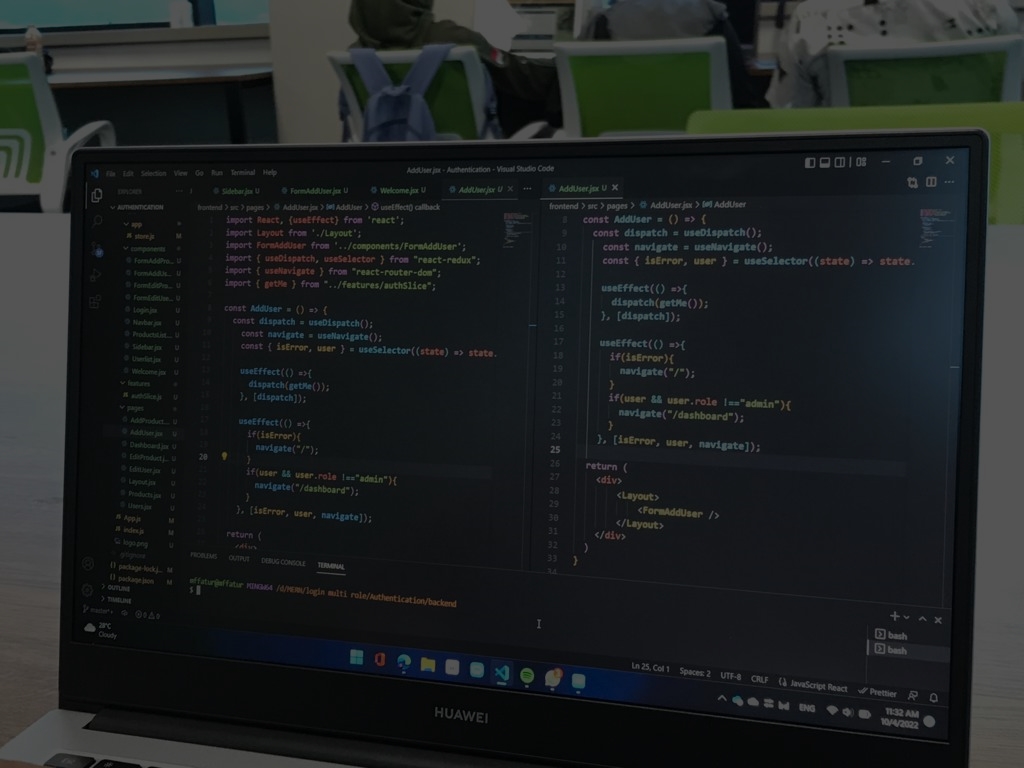 File Edit Selection View Go Run Terminal Help
AddUser.jsx - Authentication - Visual Studio Code
EXPLORER
AUTHENTICATION
app
store.js M
components
FormAddPro... U
FormAddUs... U
FormEditPro... U
FormEditUse... U
Login.jsx U
Navbar.jsx U
ProductList... U
Sidebar.jsx U
Userlist.jsx U
Welcome.jsx U
features
authSlice.js U
pages
AddProduct... U
AddUser.jsx U
Dashboard.jsx U
EditProduct.j... U
EditUser.jsx U
Layout.jsx U
Products.jsx U
Users.jsx U
App.js M
index.js M
logo.png U
.gitignore
package-lock.j... M
package.json M
OUTLINE
TIMELINE
master*+ 0 0
28°C
Cloudy
Sidebar.jsx U FormAddUser.jsx U Welcome.jsx U AddUser.jsx U
frontend > src > pages > AddUser.jsx > AddUser > useEffect() callback
import React, {useEffect} from 'react';
import Layout from './Layout';
import FormAddUser from '../components/FormAddUser';
import { useDispatch, useSelector } from "react-redux";
import { useNavigate } from "react-router-dom";
import { getMe } from "../features/authSlice";
const AddUser = () => {
const dispatch = useDispatch();
const navigate = useNavigate();
const { isError, user } = useSelector((state) => state.
useEffect(() =>{
dispatch(getMe());
}, [dispatch]);
useEffect(() =>{
if(isError){
navigate("/");
20 }
if(user && user.role !=="admin"){
navigate("/dashboard");
}
}, [isError, user, navigate]);
return (
<div>
AddUser.jsx U
frontend > src > pages > AddUser.jsx > AddUser
8 const AddUser = () => {
9 const dispatch = useDispatch();
10 const navigate = useNavigate();
11 const { isError, user } = useSelector((state) => state.
12
13 useEffect(() =>{
14 dispatch(getMe());
15 }, [dispatch]);
16
17 useEffect(() =>{
18 if(isError){
19 navigate("/");
20 }
21 if(user && user.role !=="admin"){
22 navigate("/dashboard");
23 }
24 }, [isError, user, navigate]);
25
26 return (
27 <div>
28 <Layout>
29 <FormAddUser />
30 </Layout>
31 </div>
32 )
33 }
34
PROBLEMS OUTPUT DEBUG CONSOLE TERMINAL
affatur@affatur MINGW64 /d/MERN/login multi role/Authentication/backend
$
bash
bash
Ln 25, Col 1 Spaces: 2 UTF-8 CRLF {} JavaScript React Prettier
ENG
11:32 AM
10/4/2022
HUAWEI